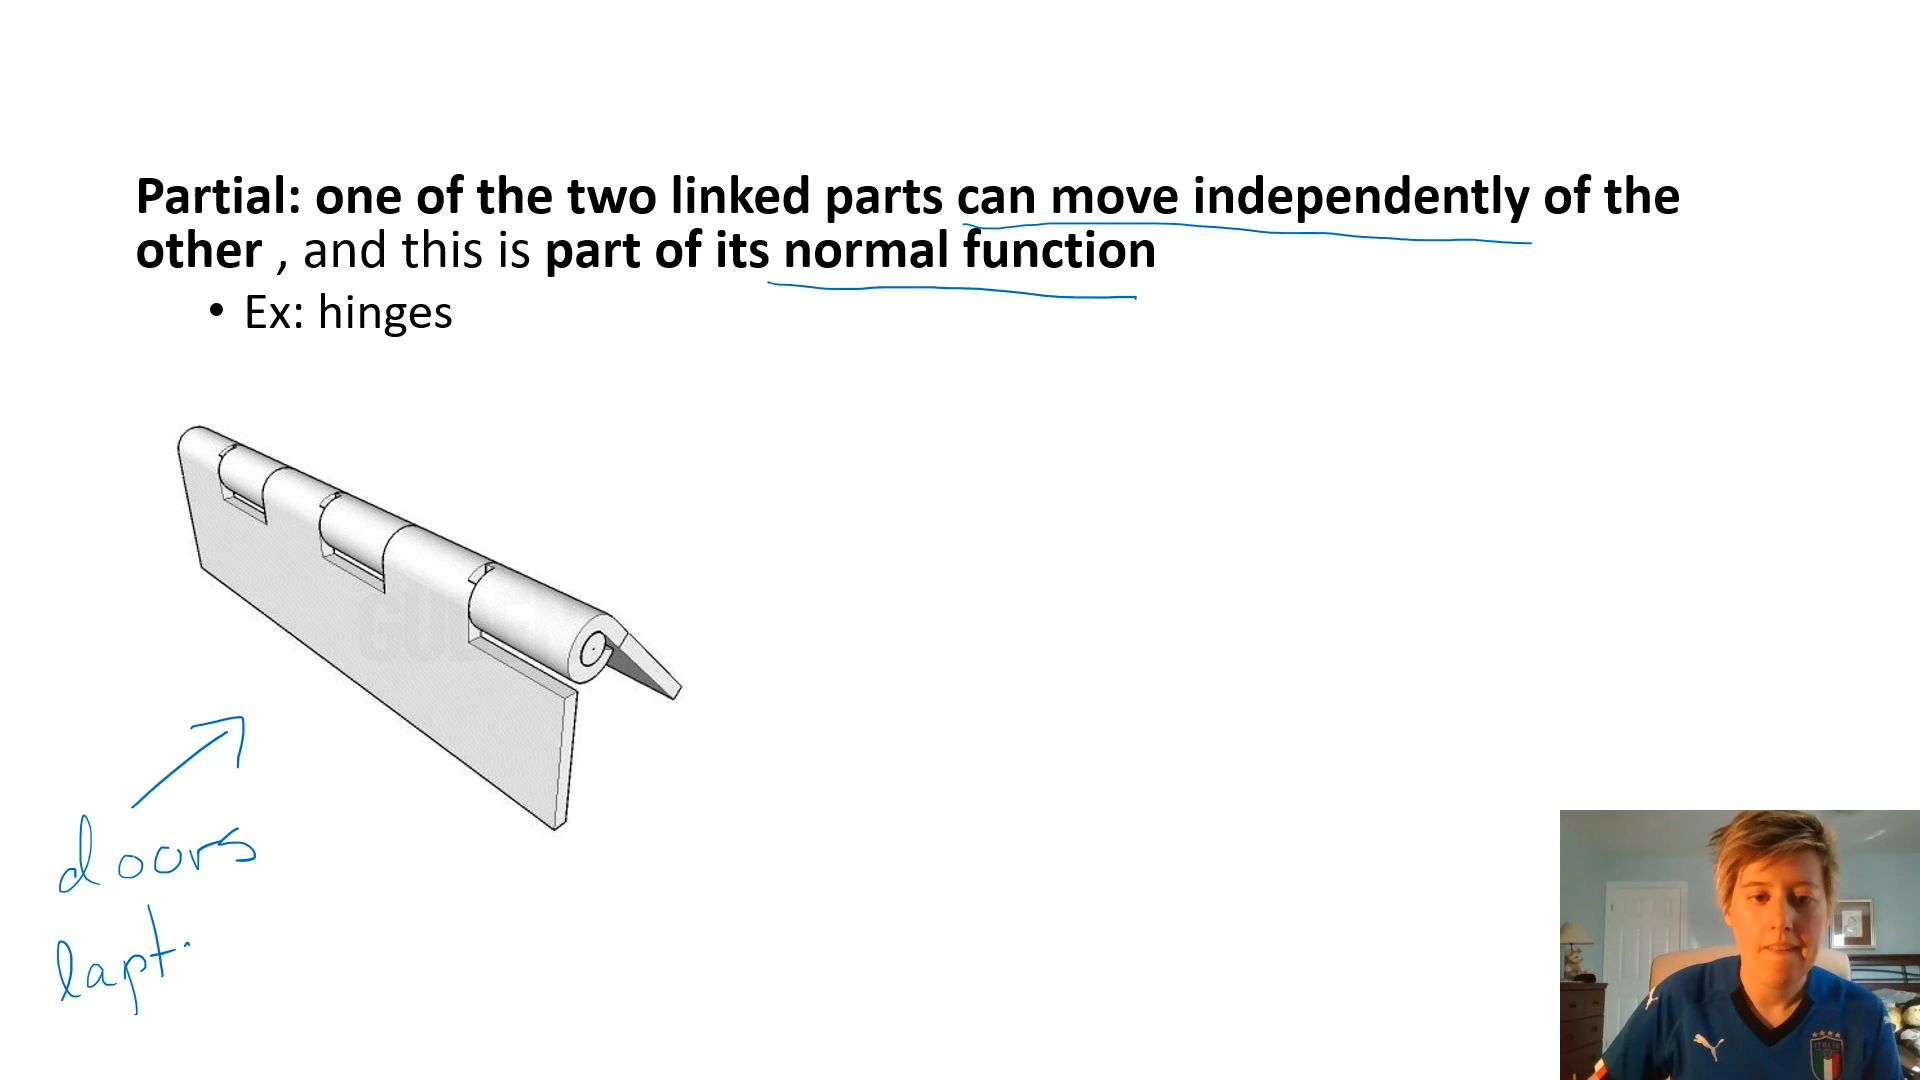 Partial: one of the two linked parts can move independently of the
other , and this is part of its normal function
• Ex: hinges
doors
lapt
ITALIA